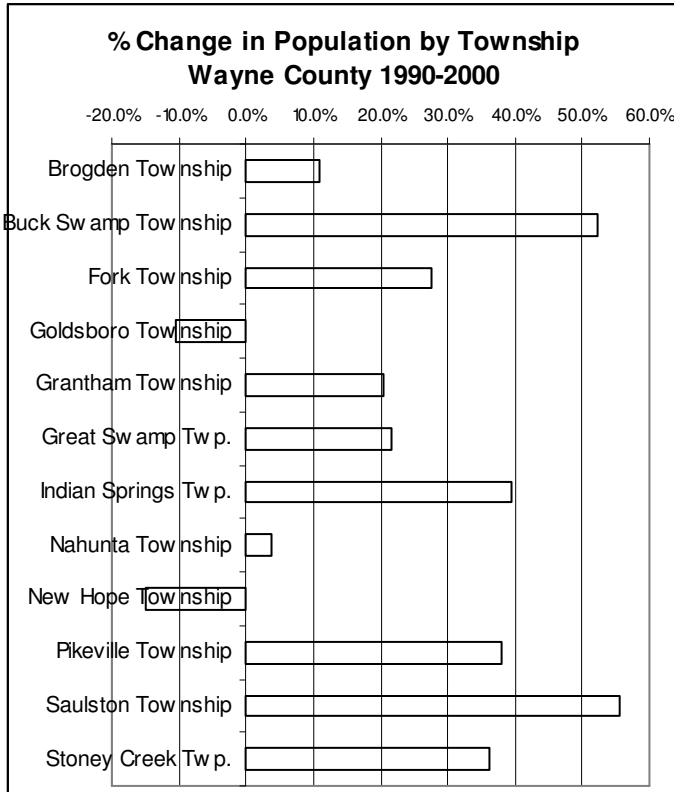 % Change in Population by Township
Wayne County 1990-2000
-20.0% -10.0% 0.0% 10.0% 20.0% 30.0% 40.0% 50.0% 60.0%
Brogden Township
Buck Swamp Township
Fork Township
Goldsboro Township
Grantham Township
Great Swamp Twp.
Indian Springs Twp.
Nahunta Township
New Hope Township
Pikeville Township
Saulston Township
Stoney Creek Twp.